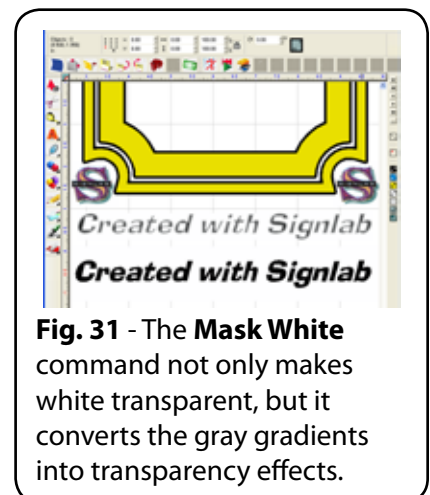 Created with Signlab
Created with Signlab
Fig. 31 - The Mask White
command not only makes
white transparent, but it
converts the gray gradients
into transparency effects.